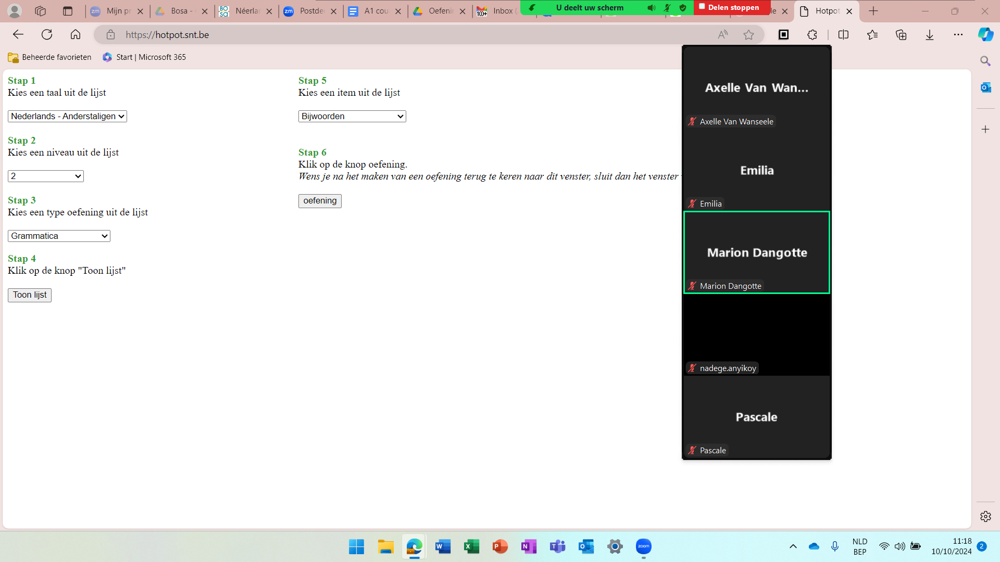 Mijn pr
Bosa -
Néerlar
Postdee
A1 cou
Oefenin
Inbox (
U deelt uw scherm
Delen stoppen
le
Hotpot
https://hotpot.snt.be
Beheerde favorieten
Start | Microsoft 365
Stap 1
Kies een taal uit de lijst
Nederlands - Anderstaligen
Stap 2
Kies een niveau uit de lijst
2
Stap 3
Kies een type oefening uit de lijst
Grammatica
Stap 4
Klik op de knop "Toon lijst"
Toon lijst
Stap 5
Kies een item uit de lijst
Bijwoorden
Stap 6
Klik op de knop oefening.
Wens je na het maken van een oefening terug te keren naar dit venster, sluit dan het venster
oefening
Axelle Van Wan...
Axelle Van Wanseele
Emilia
Emilia
Marion Dangotte
Marion Dangotte
nadege.anyikoy
Pascale
Pascale
zoom
NLD
BEP
11:18
10/10/2024
2